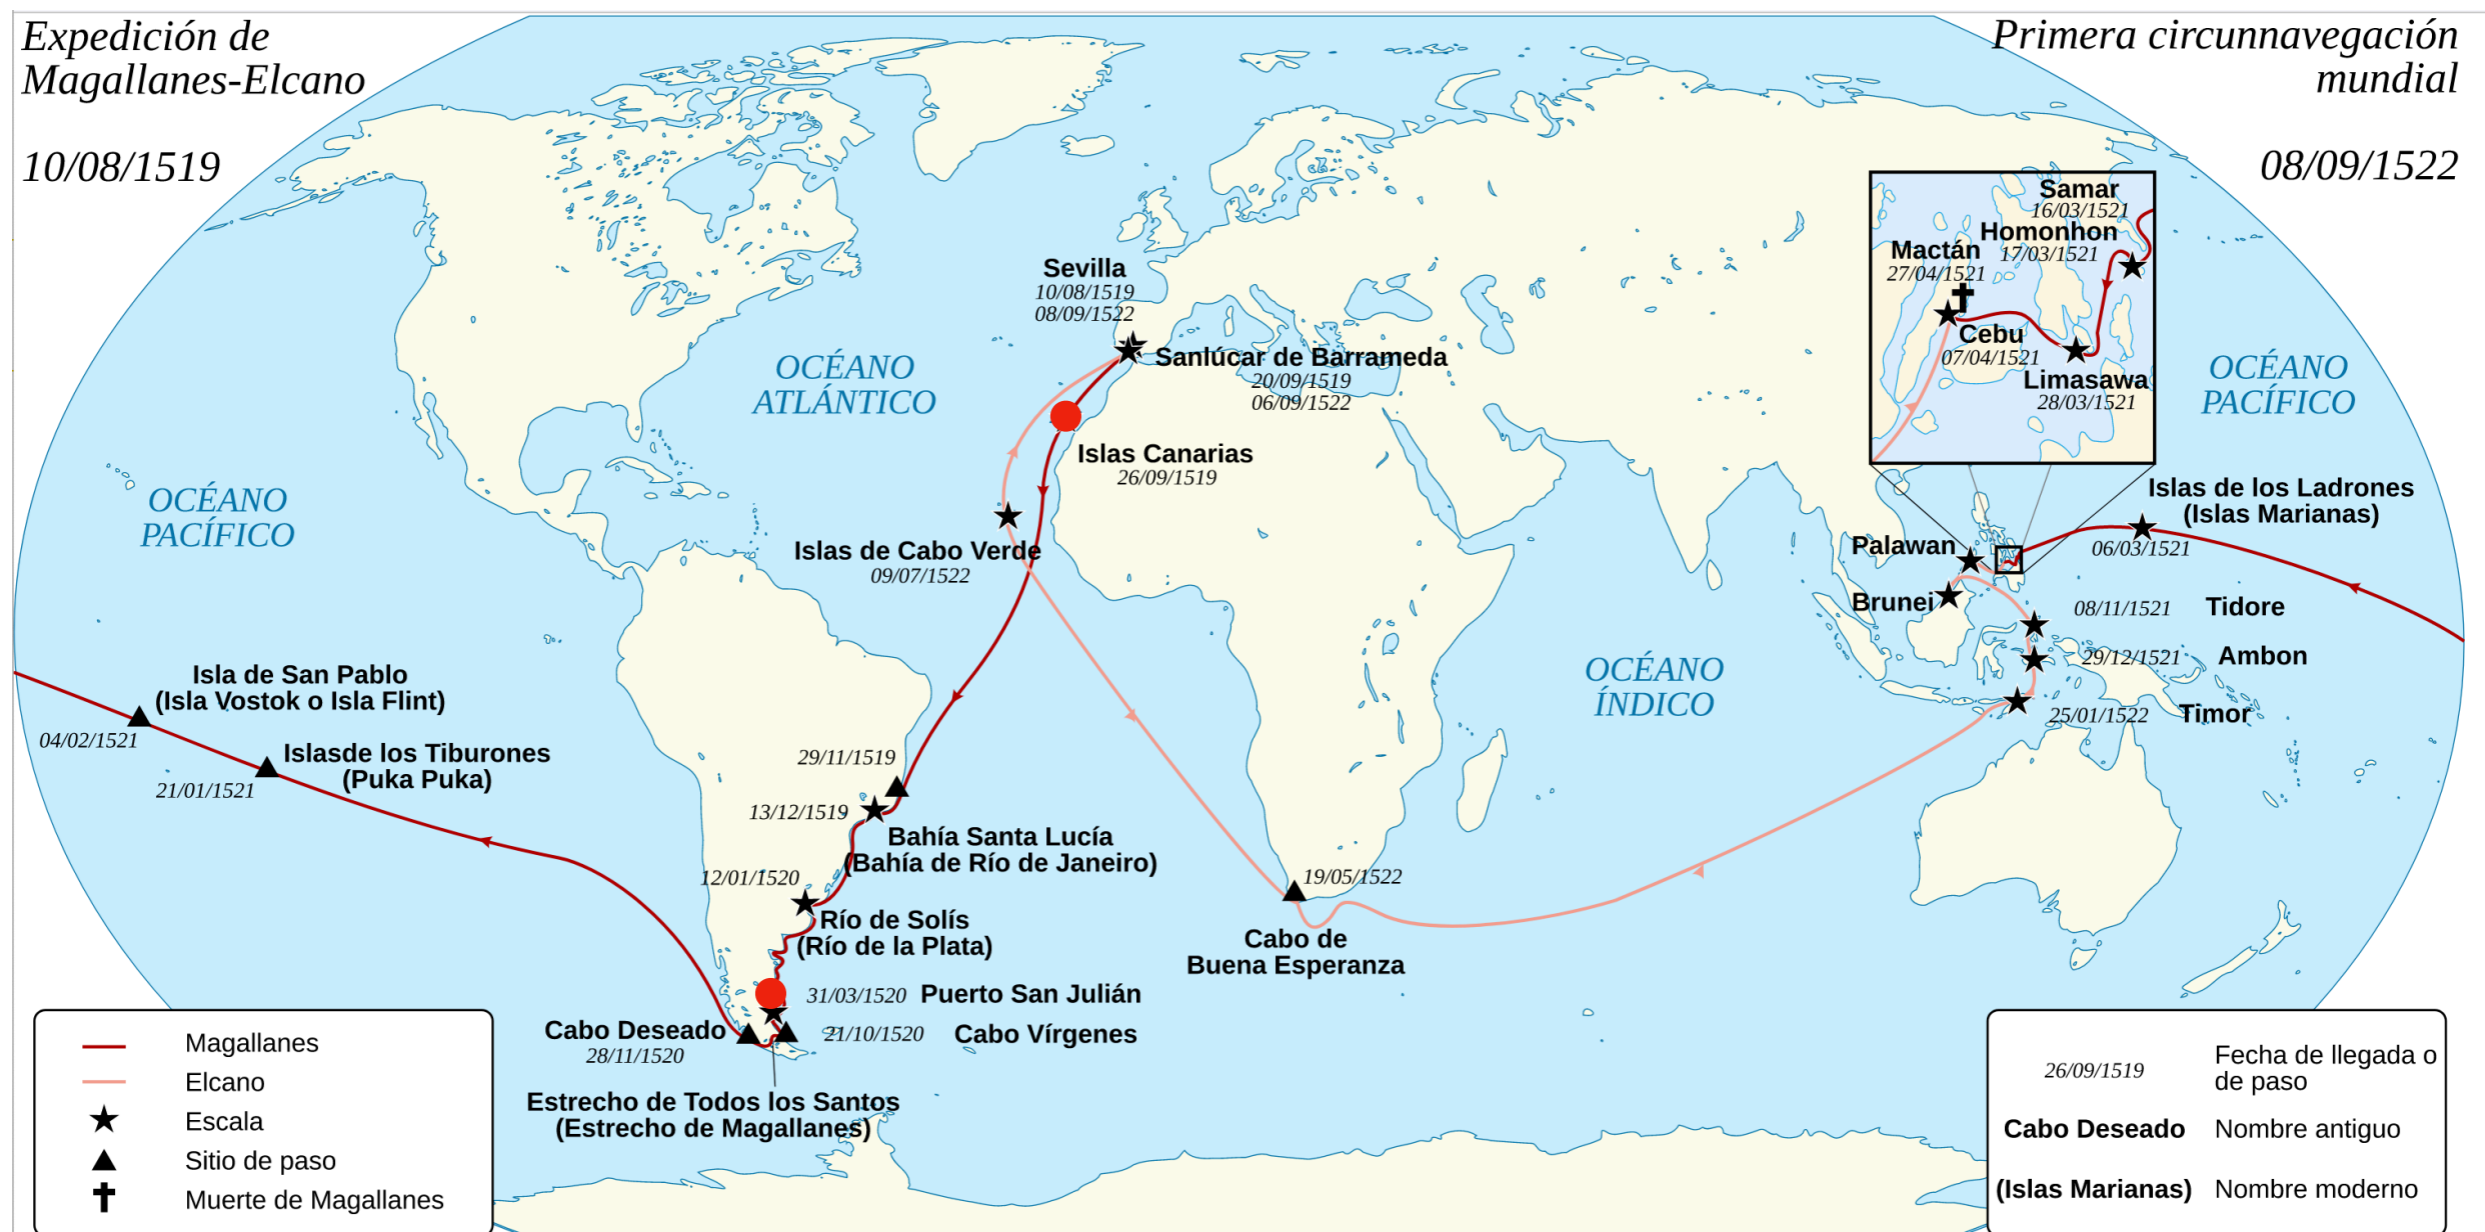 Expedición de
Magallanes-Elcano
10/08/1519
Primera circunnavegación
mundial
08/09/1522
Samar
16/03/1521
Homonhon
17/03/1521
Mactán
27/04/1521
Cebu
07/04/1521
Limasawa
28/03/1521
Sevilla
10/08/1519
08/09/1522
Sanlúcar de Barrameda
20/09/1519
06/09/1522
OCÉANO
ATLÁNTICO
OCÉANO
PACÍFICO
Islas Canarias
26/09/1519
OCÉANO
PACÍFICO
Islas de los Ladrones
(Islas Marianas)
06/03/1521
Islas de Cabo Verde
09/07/1522
Palawan
Brunei
08/11/1521 Tidore
29/12/1521 Ambon
25/01/1522 Timor
OCÉANO
ÍNDICO
Isla de San Pablo
(Isla Vostok o Isla Flint)
04/02/1521
Islasde los Tiburones
(Puka Puka)
21/01/1521
29/11/1519
13/12/1519
Bahía Santa Lucía
(Bahía de Río de Janeiro)
12/01/1520
Río de Solís
(Río de la Plata)
19/05/1522
Cabo de
Buena Esperanza
31/03/1520 Puerto San Julián
21/10/1520 Cabo Vírgenes
Cabo Deseado
28/11/1520
Estrecho de Todos los Santos
(Estrecho de Magallanes)
Magallanes
Elcano
Escala
Sitio de paso
Muerte de Magallanes
26/09/1519 Fecha de llegada o
de paso
Cabo Deseado Nombre antiguo
(Islas Marianas) Nombre moderno